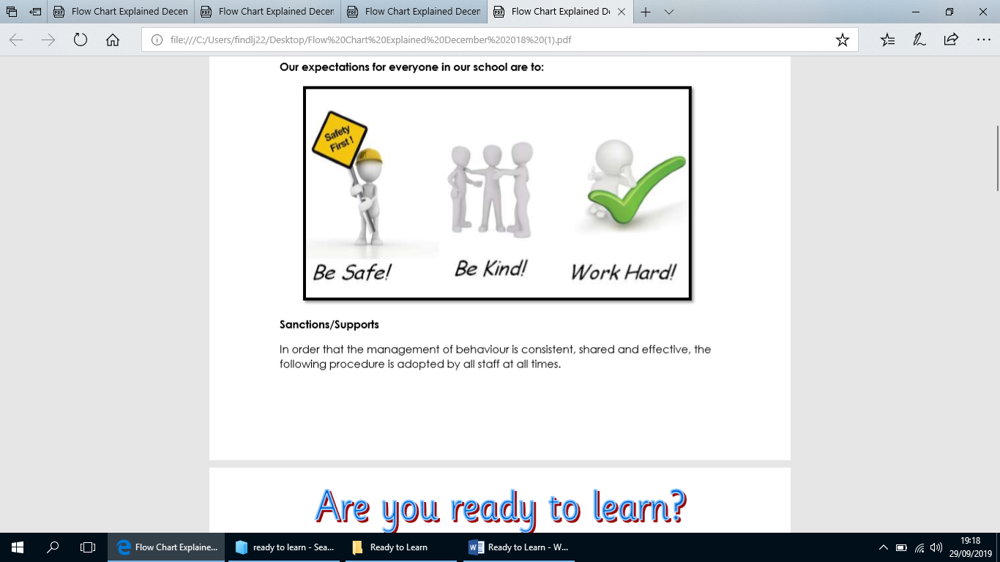 Flow Chart Explained Decen
Flow Chart Explained Decen
Flow Chart Explained Decen
Flow Chart Explained D
file:///C:/Users/findlj22/Desktop/Flow%20Chart%20Explained%20December%202018%20(1).pdf
Our expectations for everyone in our school are to:
Safety
First !
Be Safe!
Be Kind!
Work Hard!
Sanctions/Supports
In order that the management of behaviour is consistent, shared and effective, the
following procedure is adopted by all staff at all times.
Are you ready to learn?
Flow Chart Explaine...
ready to learn - Sea...
Ready to Learn
Ready to Learn - W...
19:18
29/09/2019